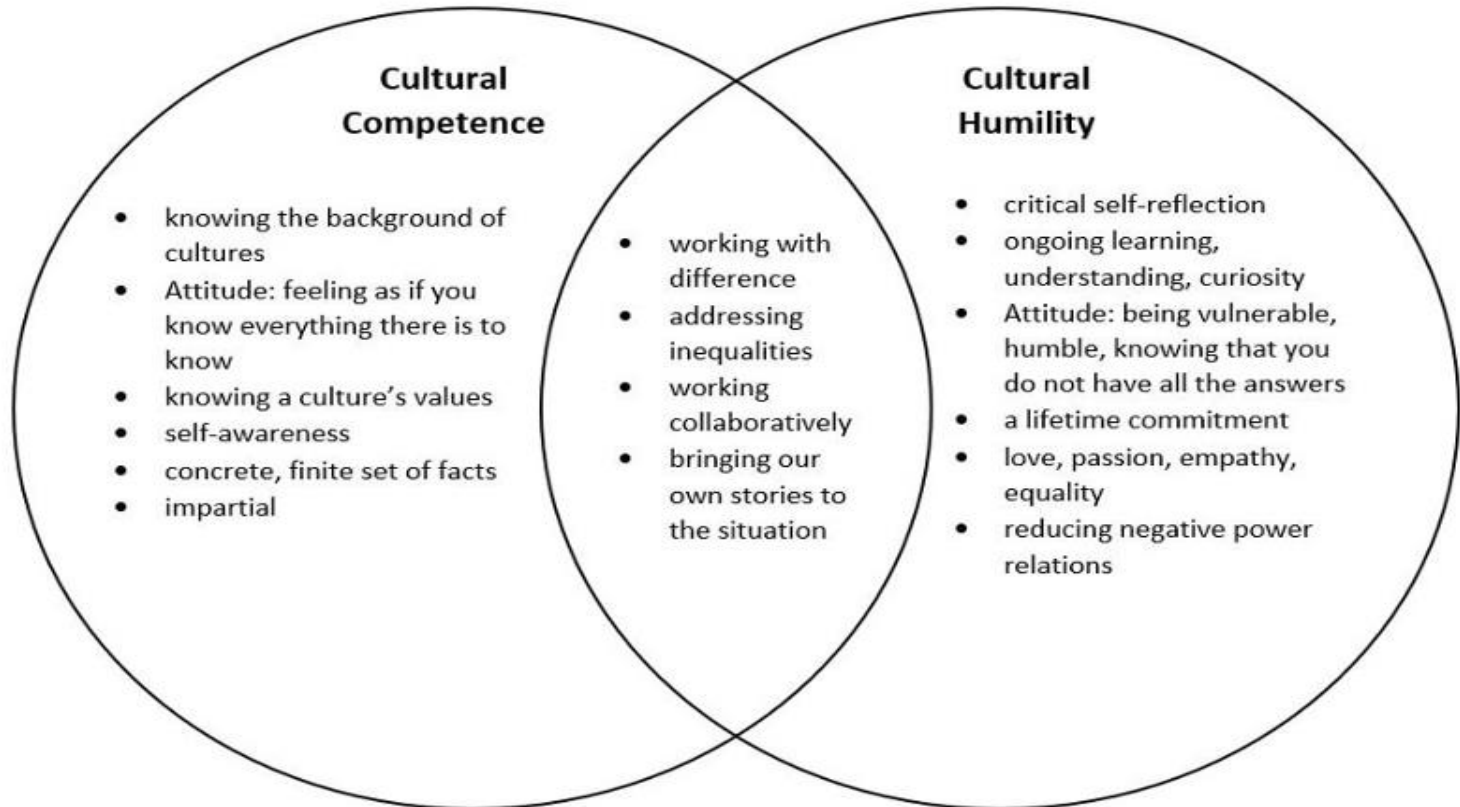 Cultural
Competence
• knowing the background of
cultures
• Attitude: feeling as if you
know everything there is to
know
• knowing a culture’s values
• self-awareness
• concrete, finite set of facts
• impartial
• working with
difference
• addressing
inequalities
• working
collaboratively
• bringing our
own stories to
the situation
Cultural
Humility
• critical self-reflection
• ongoing learning,
understanding, curiosity
• Attitude: being vulnerable,
humble, knowing that you
do not have all the answers
• a lifetime commitment
• love, passion, empathy,
equality
• reducing negative power
relations